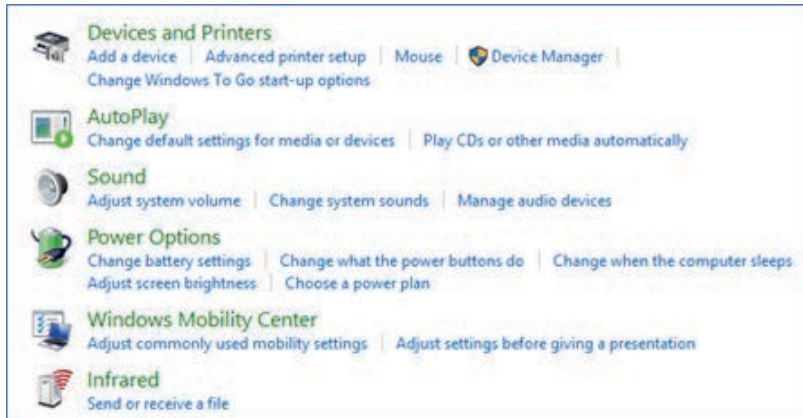 Devices and Printers
Add a device | Advanced printer setup | Mouse | Device Manager |
Change Windows To Go start-up options
AutoPlay
Change default settings for media or devices | Play CDs or other media automatically
Sound
Adjust system volume | Change system sounds | Manage audio devices
Power Options
Change battery settings | Change what the power buttons do | Change when the computer sleeps
Adjust screen brightness | Choose a power plan
Windows Mobility Center
Adjust commonly used mobility settings | Adjust settings before giving a presentation
Infrared
Send or receive a file